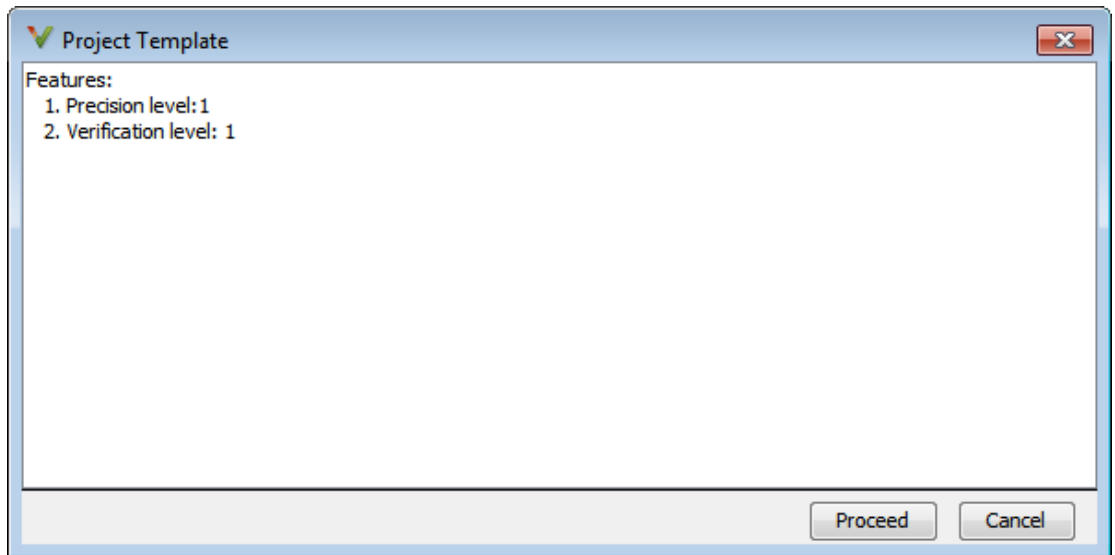 Project Template
Features:
1. Precision level:1
2. Verification level: 1
Proceed Cancel